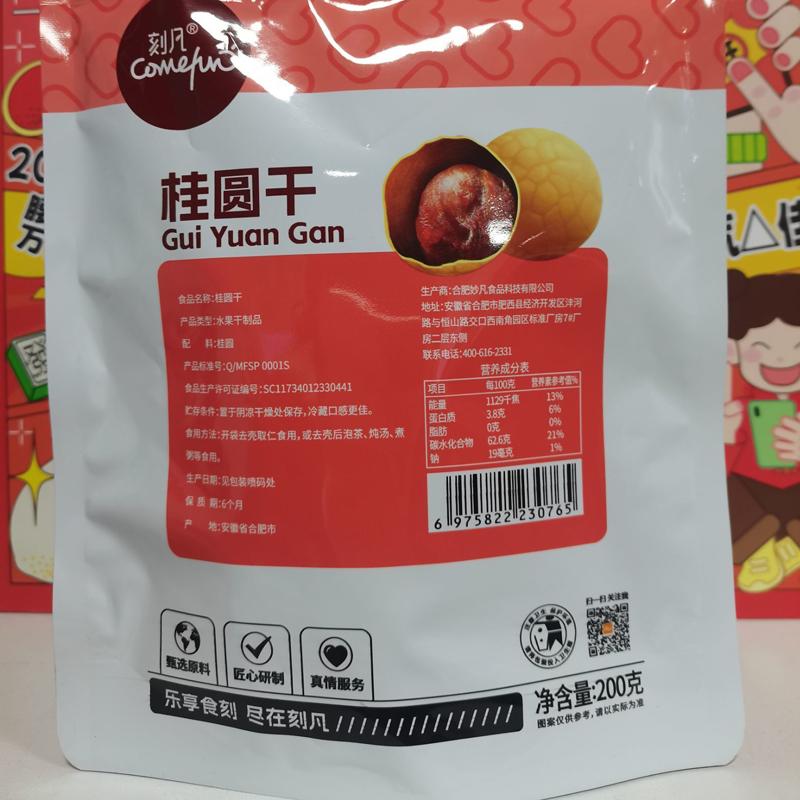 刻凡®
Comefun
桂圆干
Gui Yuan Gan
食品名称:桂圆干
产品类型:水果干制品
配 料:桂圆
产品标准号:Q/MFSP 0001S
食品生产许可证编号:SC11734012330441
贮存条件:置于阴凉干燥处保存,冷藏口感更佳。
食用方法:开袋去壳取仁食用,或去壳后泡茶、炖汤、煮
粥等食用。
生产日期:见包装喷码处
保 质 期:6个月
产 地:安徽省合肥市
生产商:合肥妙凡食品科技有限公司
地址:安徽省合肥市肥西县经济开发区沣河
路与恒山路交口西南角园区标准厂房7#厂
房二层东侧
联系电话:400-616-2331
营养成分表
项目 每100克 营养素参考值%
能量 1129千焦 13%
蛋白质 3.8克 6%
脂肪 0克 0%
碳水化合物 62.6克 21%
钠 19毫克 1%
6 975822 230765
甄选原料
匠心研制
真情服务
扫一扫 关注我
乐享食刻 尽在刻凡
净含量:200克
图案仅供参考,请以实际为准